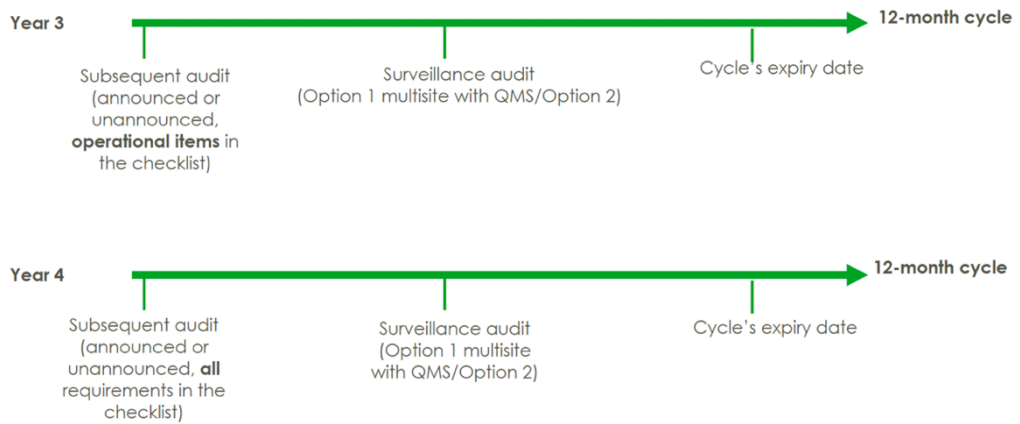 Year 3
12-month cycle
Subsequent audit
(announced or
unannounced,
operational items in
the checklist)
Surveillance audit
(Option 1 multisite with QMS/Option 2)
Cycle's expiry date
Year 4
12-month cycle
Subsequent audit
(announced or
unannounced, all
requirements in the
checklist)
Surveillance audit
(Option 1 multisite
with QMS/Option 2)
Cycle's expiry date